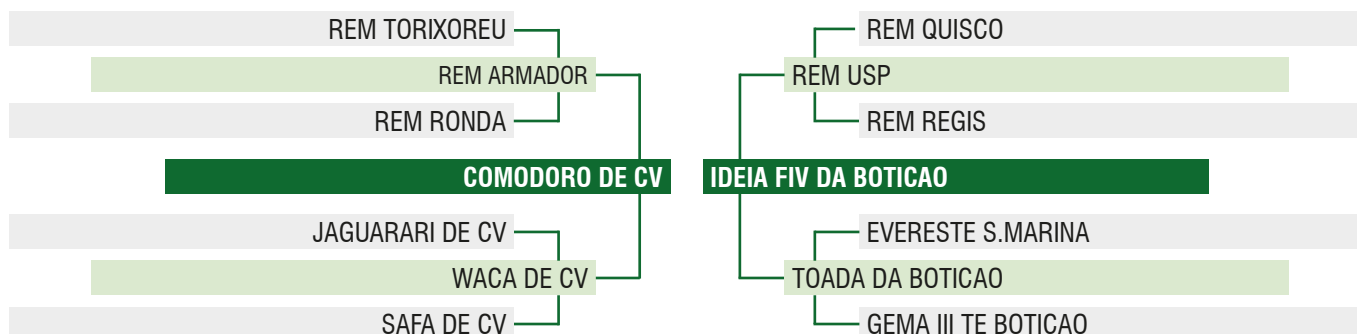 REM TORIXOREU
REM QUISCO
REM ARMADOR
REM USP
REM RONDA
REM REGIS
COMODORO DE CV
IDEIA FIV DA BOTICAO
JAGUARARI DE CV
EVERESTE S.MARINA
WACA DE CV
TOADA DA BOTICAO
SAFA DE CV
GEMA III TE BOTICAO